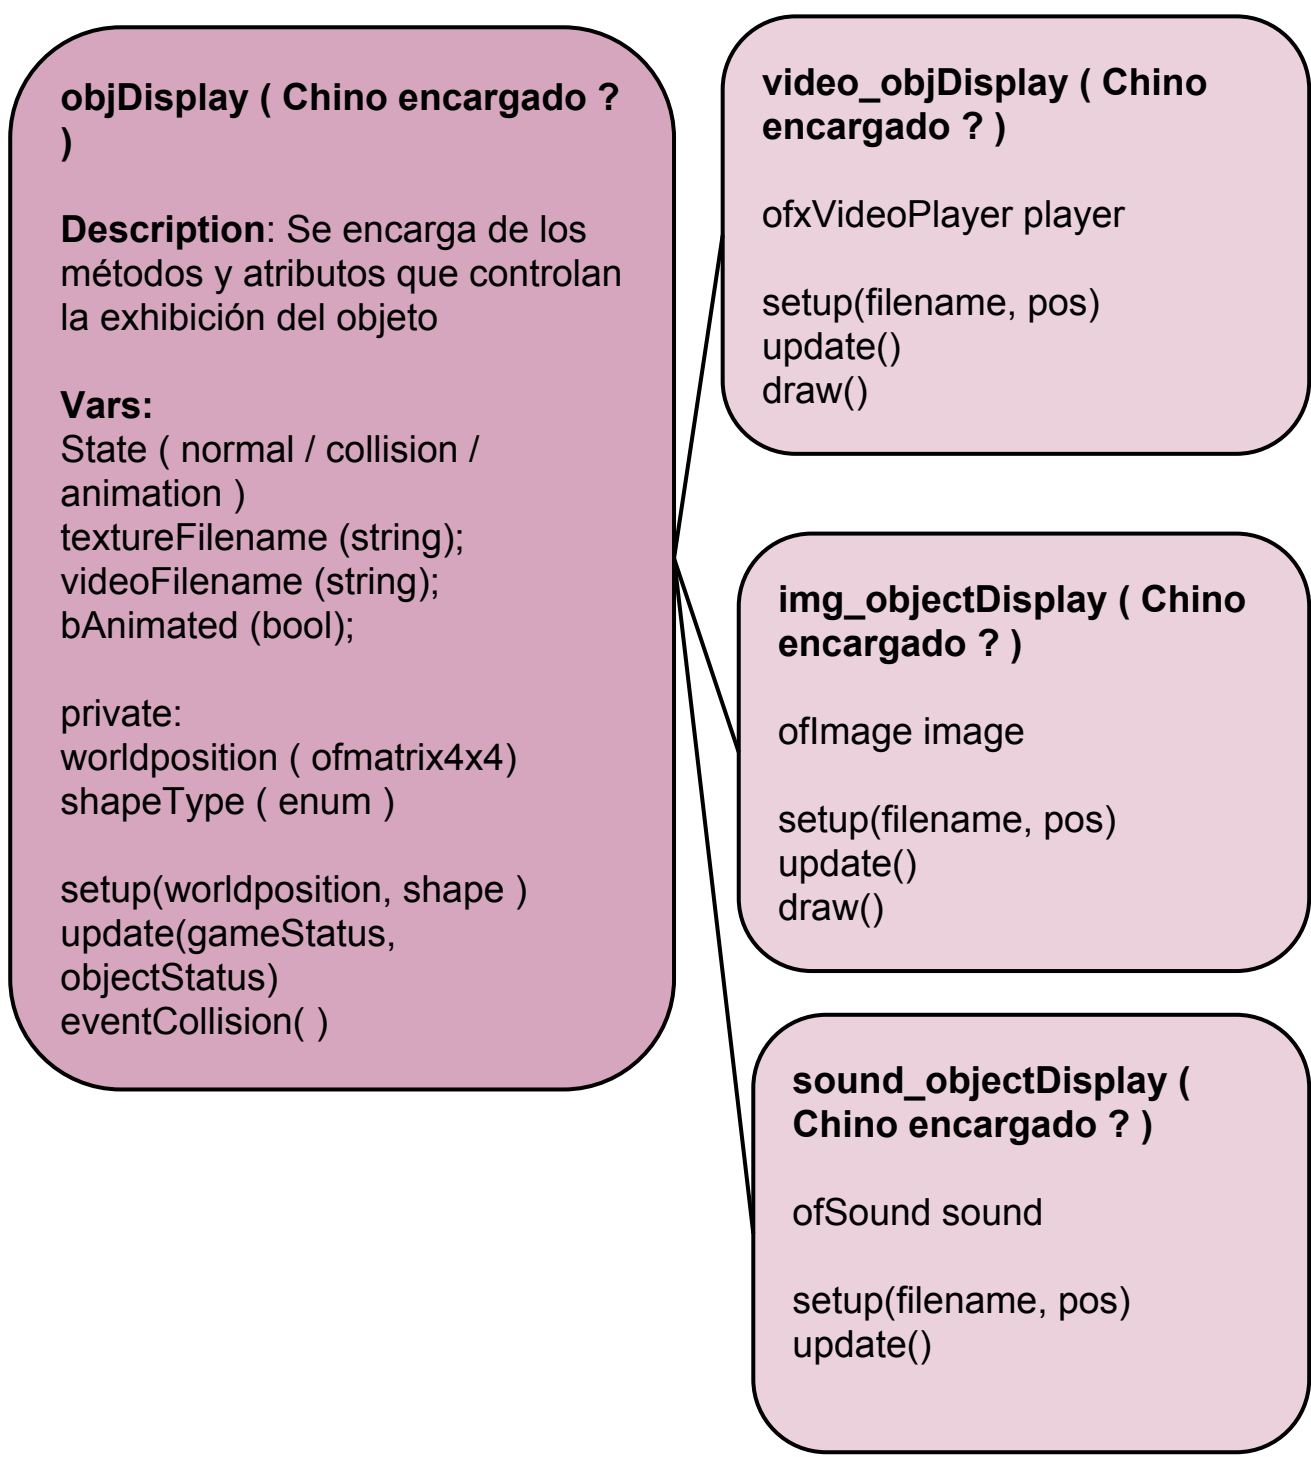 objDisplay ( Chino encargado ?
)
Description: Se encarga de los
métodos y atributos que controlan
la exhibición del objeto
Vars:
State ( normal / collision /
animation )
textureFilename (string);
videoFilename (string);
bAnimated (bool);
private:
worldposition ( ofmatrix4x4)
shapeType ( enum )
setup(worldposition, shape )
update(gameStatus,
objectStatus)
eventCollision( )
video_objDisplay ( Chino
encargado ? )
ofxVideoPlayer player
setup(filename, pos)
update()
draw()
img_objectDisplay ( Chino
encargado ? )
ofImage image
setup(filename, pos)
update()
draw()
sound_objectDisplay (
Chino encargado ? )
ofSound sound
setup(filename, pos)
update()